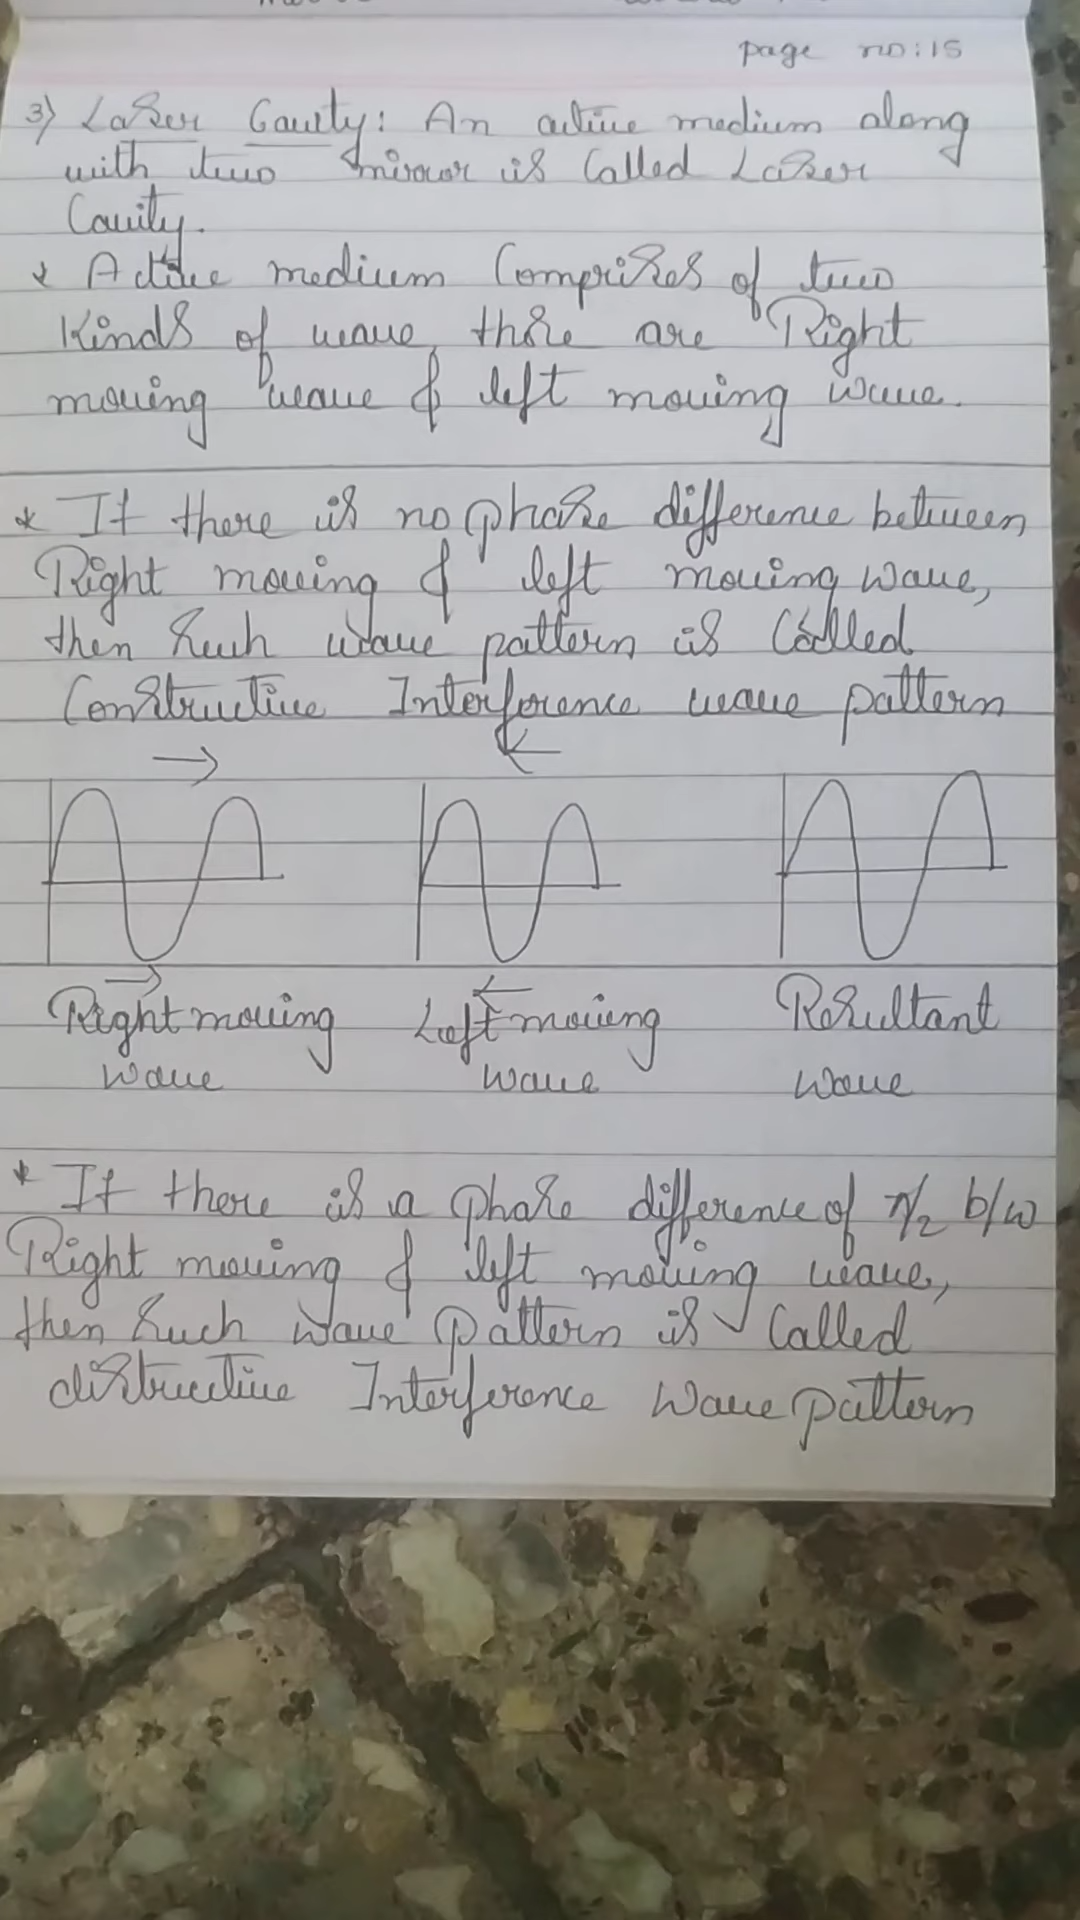 page no:15
3) Laser Cavity: An active medium along
with two mirror is Called Laser
Cavity.
* Active medium Comprises of two
Kinds of wave, those are Right
moving wave & left moving wave.
* If there is no phase difference between
Right moving & left moving wave,
then such wave pattern is Called
Constructive Interference wave pattern
→ ←
→ ←
Right moving Left moving Resultant
wave wave wave
* If there is a phase difference of π/2 b/w
Right moving & left moving wave,
then such wave pattern is Called
distructive Interference Wave pattern